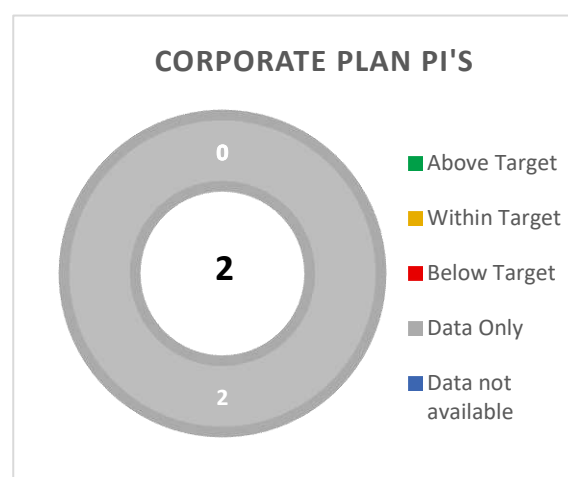 CORPORATE PLAN PI'S
0
2
2
Above Target
Within Target
Below Target
Data Only
Data not
available